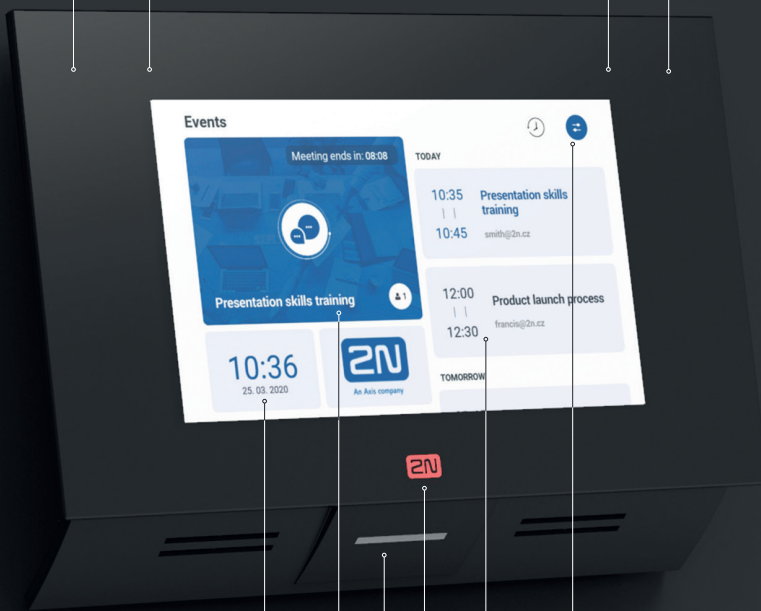 Events
Meeting ends in: 08:08
Presentation skills training
1
10:36
25. 03. 2020
2N
An Axis company
TODAY
10:35
Presentation skills
training
10:45
smith@2n.cz
12:00
Product launch process
12:30
francis@2n.cz
TOMORROW
2N